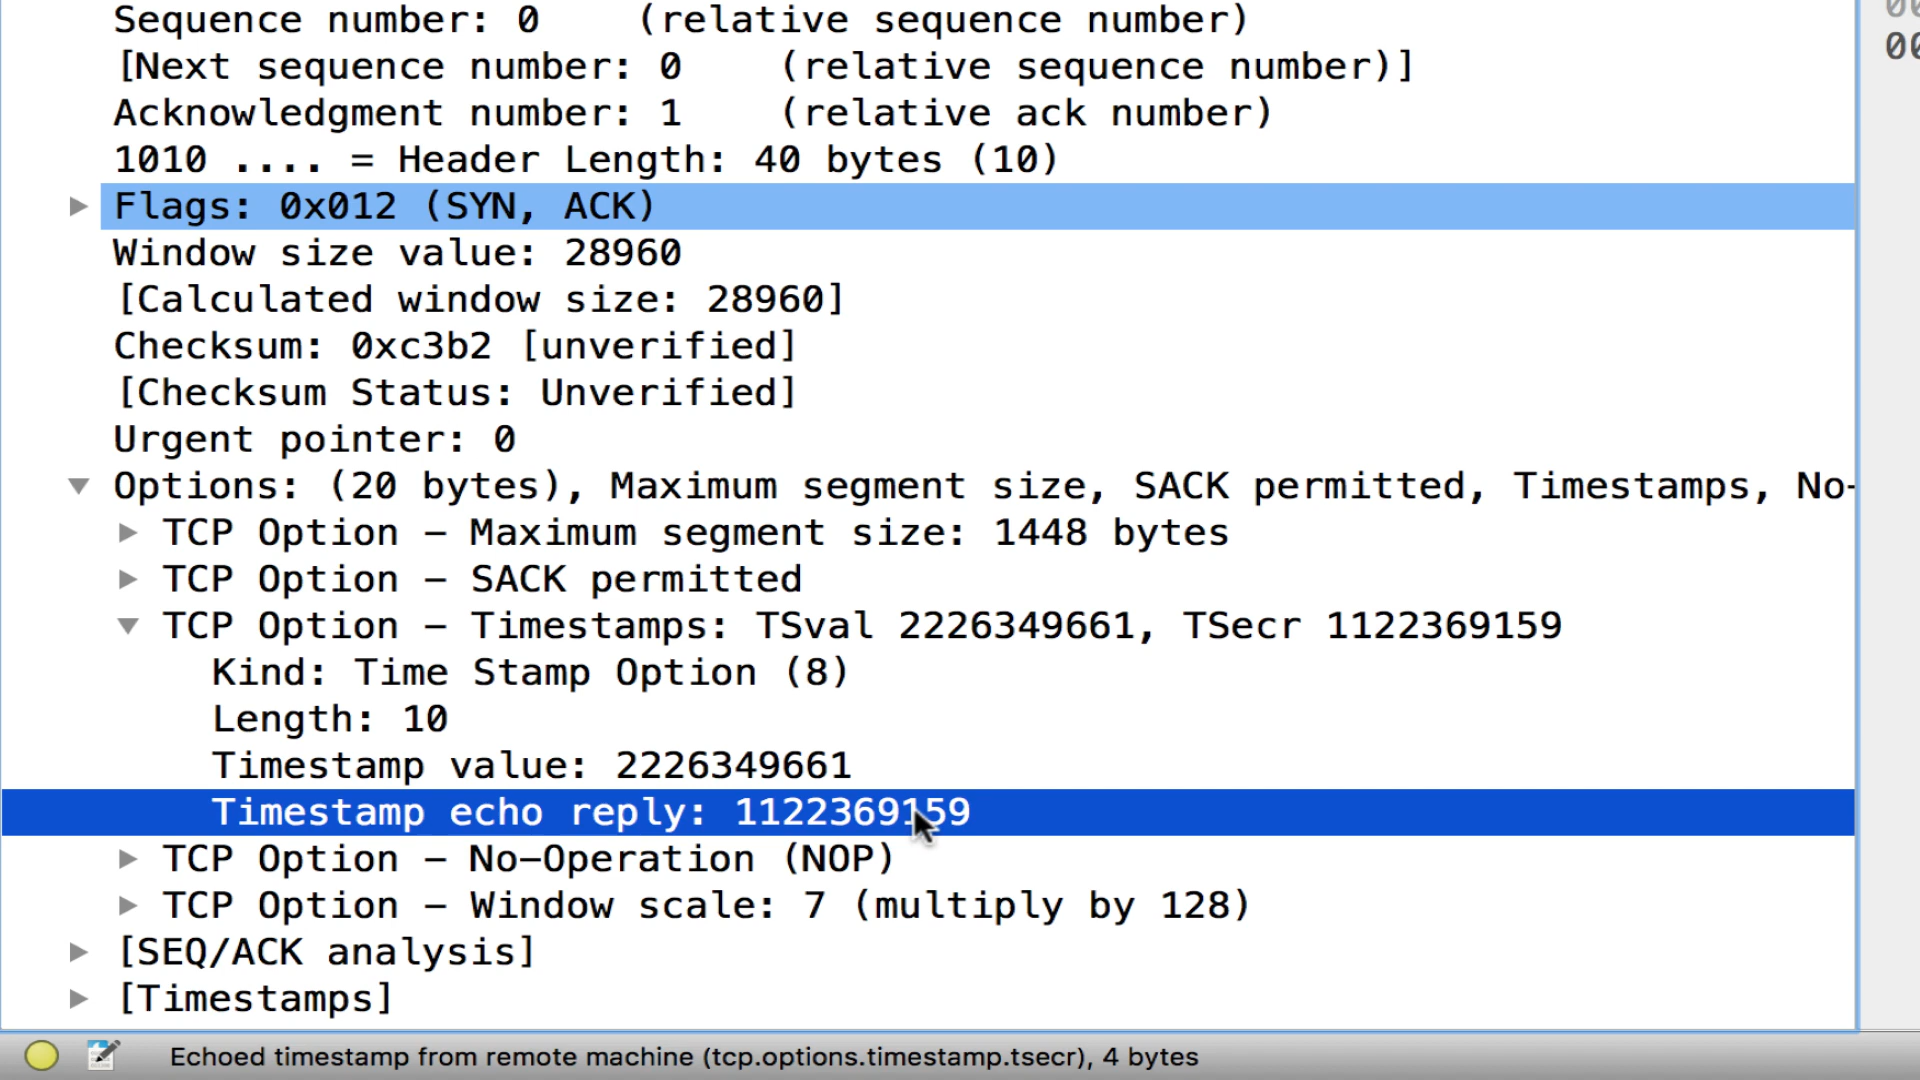 Sequence number: 0    (relative sequence number)
[Next sequence number: 0    (relative sequence number)]
Acknowledgment number: 1    (relative ack number)
1010 .... = Header Length: 40 bytes (10)
Flags: 0x012 (SYN, ACK)
Window size value: 28960
[Calculated window size: 28960]
Checksum: 0xc3b2 [unverified]
[Checksum Status: Unverified]
Urgent pointer: 0
Options: (20 bytes), Maximum segment size, SACK permitted, Timestamps, No-
TCP Option – Maximum segment size: 1448 bytes
TCP Option – SACK permitted
TCP Option – Timestamps: TSval 2226349661, TSecr 1122369159
Kind: Time Stamp Option (8)
Length: 10
Timestamp value: 2226349661
Timestamp echo reply: 1122369159
TCP Option – No–Operation (NOP)
TCP Option – Window scale: 7 (multiply by 128)
[SEQ/ACK analysis]
[Timestamps]
Echoed timestamp from remote machine (tcp.options.timestamp.tsecr), 4 bytes